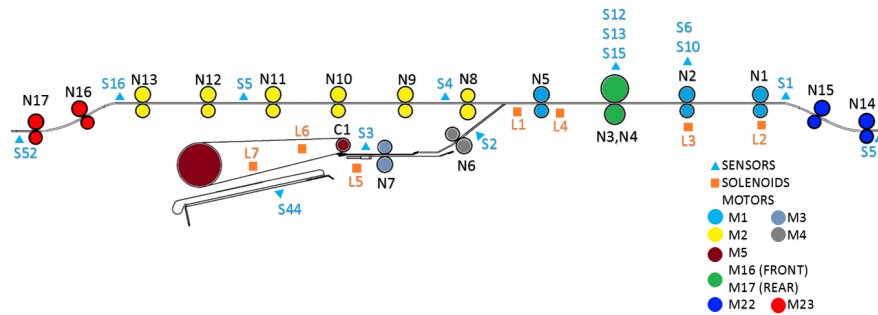 S12
S13
S15
S6
S10
N17
N16
S16
N13
N12
S5
N11
N10
N9
S4
N8
N5
N2
N1
S1
N15
N14
S52
L7
L6
C1
S3
L5
N7
S44
N6
S2
L1
L4
N3,N4
L3
L2
S5
SENSORS
SOLENOIDS
MOTORS
M1
M3
M2
M4
M5
M16 (FRONT)
M17 (REAR)
M22
M23